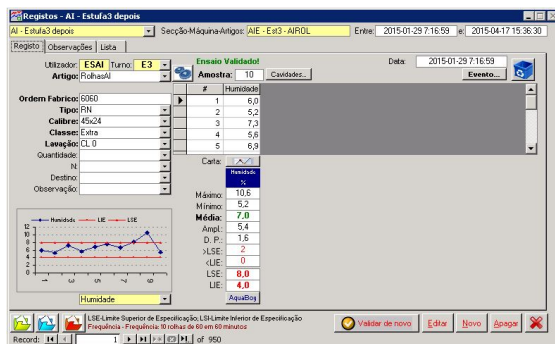 Registos - AI - Estufa3 depois
AI - Estufa3 depois Secção-Máquina-Artigos: AIE - Est3 - AIROL Entre: 2015-01-29 7:16:59 e: 2015-04-17 15:36:30
Registo Observações Lista
Utilizador: ESAI Turno: E3 Ensaio Validado! Data: 2015-01-29 7:16:59
Artigo: RolhasAI Amostra: 10 Cavidades... Evento...
# Humidade
Ordem Fabrico: 6060 1 6,0
Tipo: RN 2 5,2
Calibre: 45x24 3 7,3
Classe: Extra 4 5,6
Lavação: CL 0 5 6,9
Quantidade: Carta:
N:
Destino: Humidade
Observação: %
Máximo: 10,6
Mínimo: 5,2
Humidade LIE LSE Média: 7,0
12 Ampl.: 5,4
10 D. P.: 1,6
8 >LSE: 2
6 <LIE: 0
4 LSE: 8,0
2 LIE: 4,0
0
1 3 5 7 9
Humidade AquaBoy
LSE-Limite Superior de Especificação; LSI-Limite Inferior de Especificação
Frequência - Frequência: 10 rolhas de 60 em 60 minutos
Validar de novo Editar Novo Apagar
Record: 1 of 950